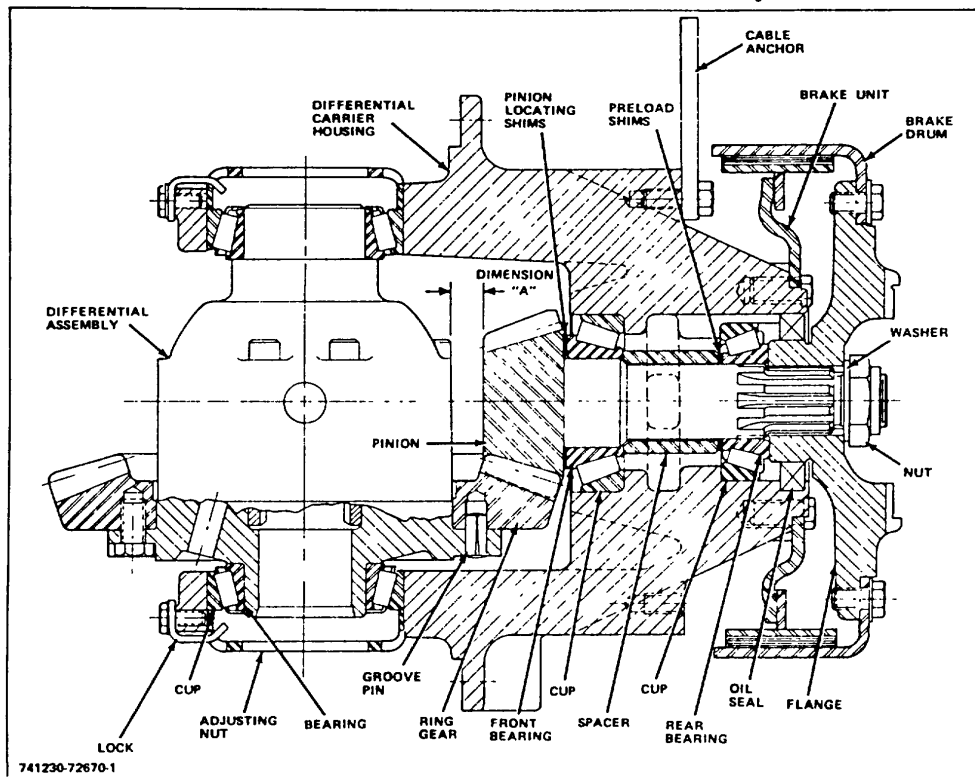 CABLE
ANCHOR
DIFFERENTIAL
CARRIER
HOUSING
PINION
LOCATING
SHIMS
PRELOAD
SHIMS
BRAKE UNIT
BRAKE
DRUM
DIMENSION
"A"
DIFFERENTIAL
ASSEMBLY
WASHER
PINION
NUT
LOCK
CUP
ADJUSTING
NUT
BEARING
GROOVE
PIN
RING
GEAR
FRONT
BEARING
CUP
SPACER
CUP
REAR
BEARING
OIL
SEAL
FLANGE
741230-72670-1